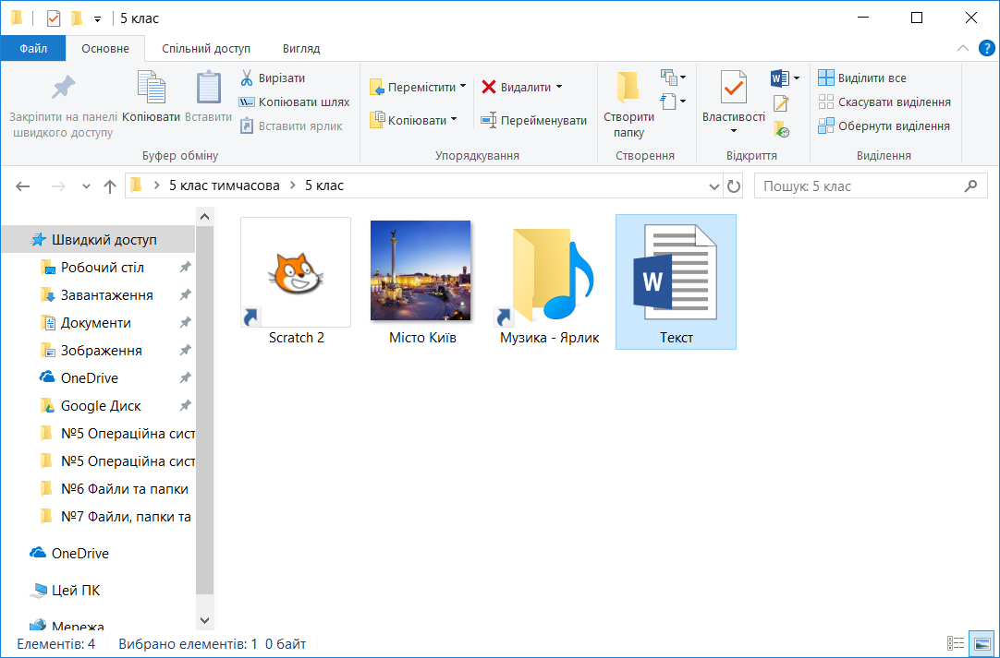 5 клас
Файл Основне Спільний доступ Вигляд
Закріпити на панелі швидкого доступу
Копіювати
Вставити
Вирізати
Копіювати шлях
Вставити ярлик
Буфер обміну
Перемістити
Копіювати
Видалити
Перейменувати
Упорядкування
Створити папку
Створення
Властивості
Відкриття
Виділити все
Скасувати виділення
Обернути виділення
Виділення
5 клас тимчасова > 5 клас
Пошук: 5 клас
Швидкий доступ
Робочий стіл
Завантаження
Документи
Зображення
OneDrive
Google Диск
№5 Операційна сист
№5 Операційна сист
№6 Файли та папки
№7 Файли, папки та
OneDrive
Цей ПК
Мережа
Scratch 2
Місто Київ
Музика - Ярлик
W
Текст
Елементів: 4 Вибрано елементів: 1 0 байт